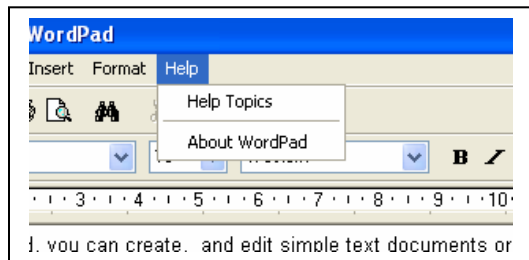 WordPad
Insert Format Help
Help Topics
About WordPad
B I
3 4 5 6 7 8 9 10
you can create. and edit simple text documents or